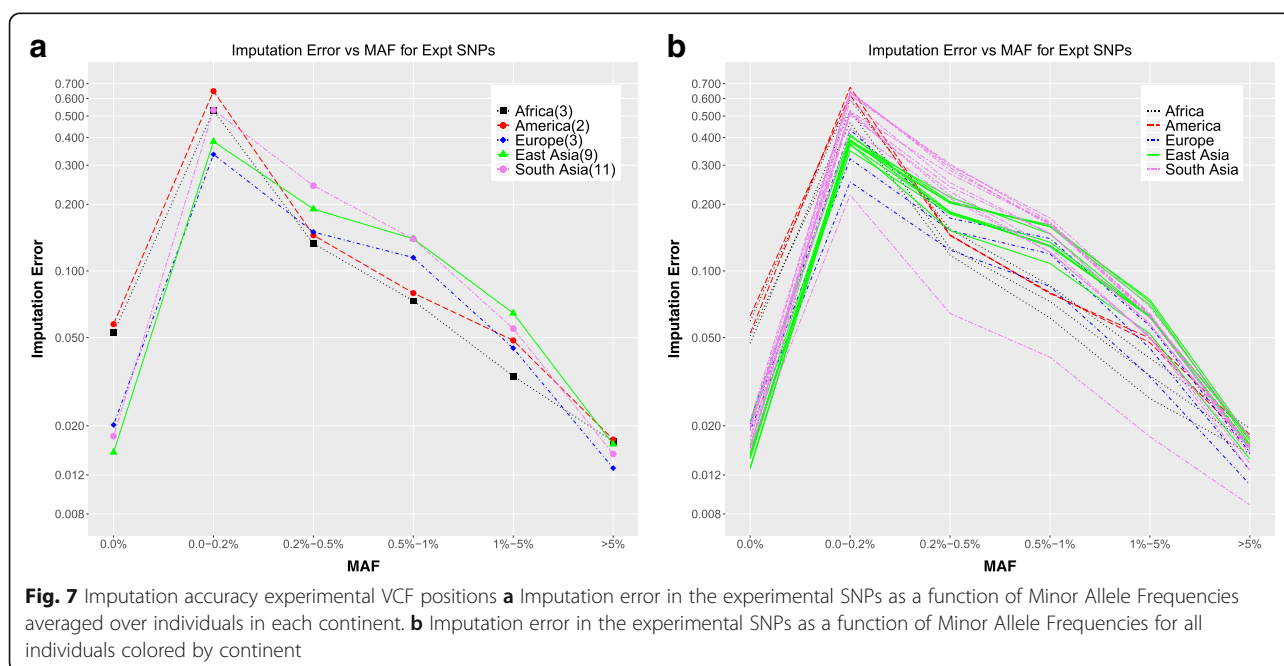 a
Imputation Error vs MAF for Expt SNPs
Imputation Error
0.700
0.600
0.500
0.400
0.300
0.200
0.100
0.050
0.020
0.012
0.008
Africa(3)
America(2)
Europe(3)
East Asia(9)
South Asia(11)
0.0%
0.0−0.2%
0.2%−0.5%
0.5%−1%
1%−5%
>5%
MAF
b
Imputation Error vs MAF for Expt SNPs
Imputation Error
0.700
0.600
0.500
0.400
0.300
0.200
0.100
0.050
0.020
0.012
0.008
Africa
America
Europe
East Asia
South Asia
0.0%
0.0−0.2%
0.2%−0.5%
0.5%−1%
1%−5%
>5%
MAF
Fig. 7 Imputation accuracy experimental VCF positions a Imputation error in the experimental SNPs as a function of Minor Allele Frequencies
averaged over individuals in each continent. b Imputation error in the experimental SNPs as a function of Minor Allele Frequencies for all
individuals colored by continent